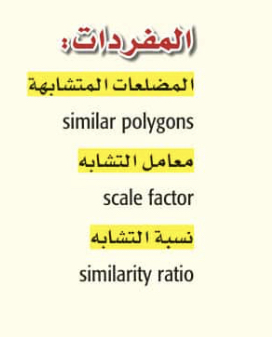 المفردات:
المضلعات المتشابهة
similar polygons
معامل التشابه
scale factor
نسبة التشابه
similarity ratio